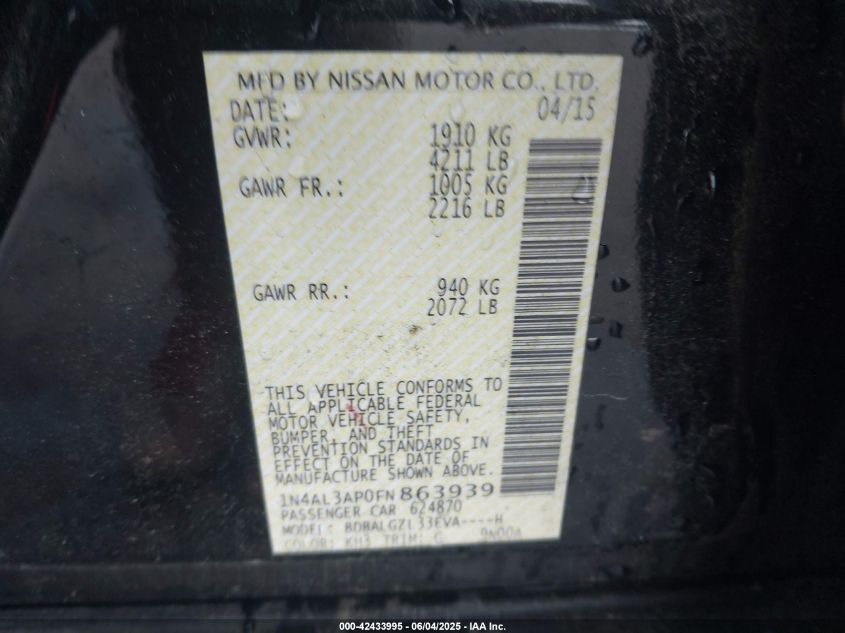 MFD BY NISSAN MOTOR CO., LTD.
DATE: 04/15
GVWR: 1910 KG
4211 LB
GAWR FR.: 1005 KG
2216 LB
GAWR RR.: 940 KG
2072 LB
THIS VEHICLE CONFORMS TO
ALL APPLICABLE FEDERAL
MOTOR VEHICLE SAFETY,
BUMPER, AND THEFT
PREVENTION STANDARDS IN
EFFECT ON THE DATE OF
MANUFACTURE SHOWN ABOVE.
1N4AL3AP0FN863939
PASSENGER CAR 624870
MODEL: BDBALGZL33EVA----H
COLOR: KH3 TRIM: G
000-42433995 - 06/04/2025 - IAA Inc.